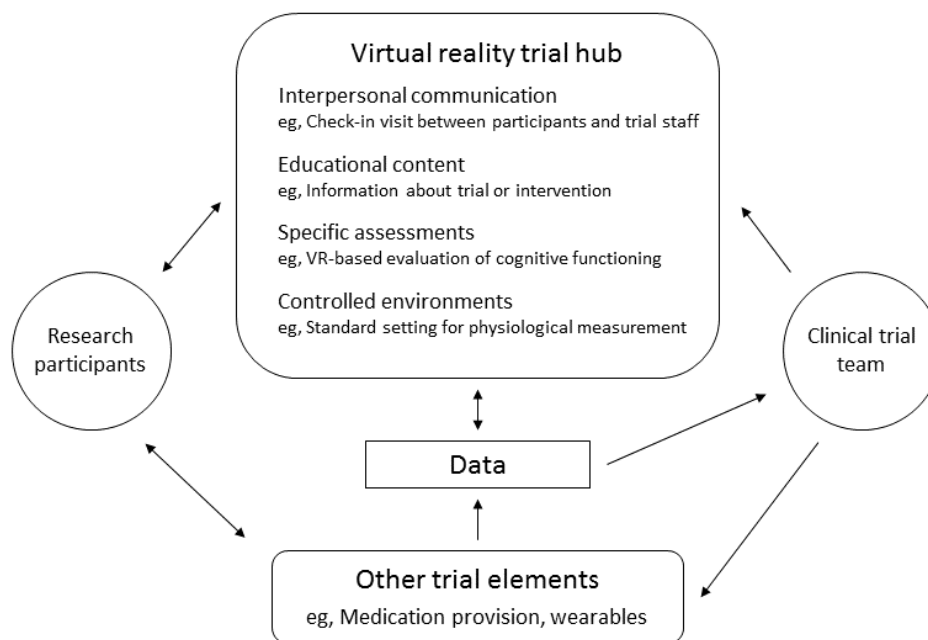 Virtual reality trial hub
Interpersonal communication
eg, Check-in visit between participants and trial staff
Educational content
eg, Information about trial or intervention
Specific assessments
eg, VR-based evaluation of cognitive functioning
Controlled environments
eg, Standard setting for physiological measurement
Research
participants
Clinical trial
team
Data
Other trial elements
eg, Medication provision, wearables